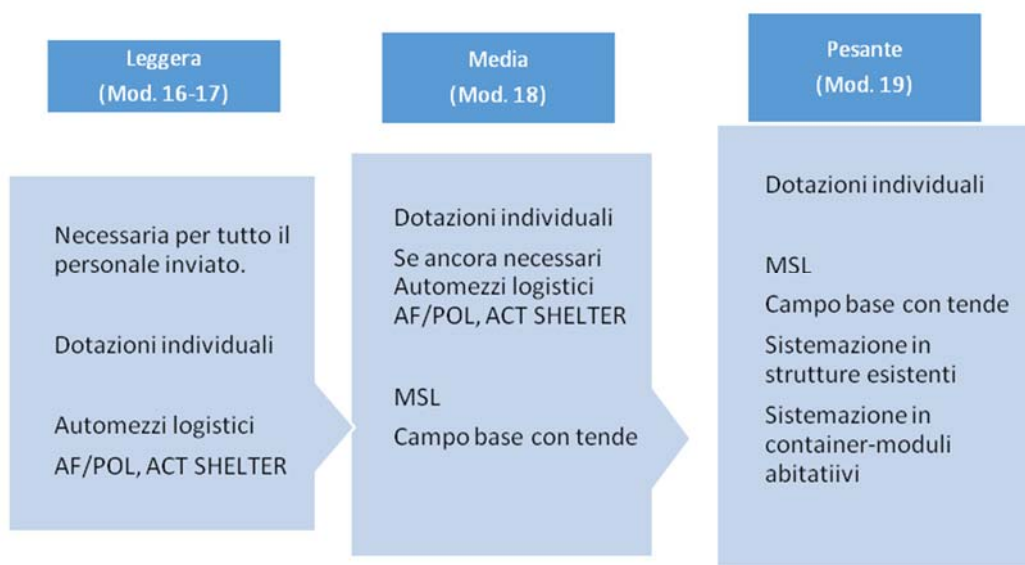 Leggera
(Mod. 16-17)
Necessaria per tutto il
personale inviato.
Dotazioni individuali
Automezzi logistici
AF/POL, ACT SHELTER
Media
(Mod. 18)
Dotazioni individuali
Se ancora necessari
Automezzi logistici
AF/POL, ACT SHELTER
MSL
Campo base con tende
Pesante
(Mod. 19)
Dotazioni individuali
MSL
Campo base con tende
Sistemazione in
strutture esistenti
Sistemazione in
container-moduli
abitatiivi